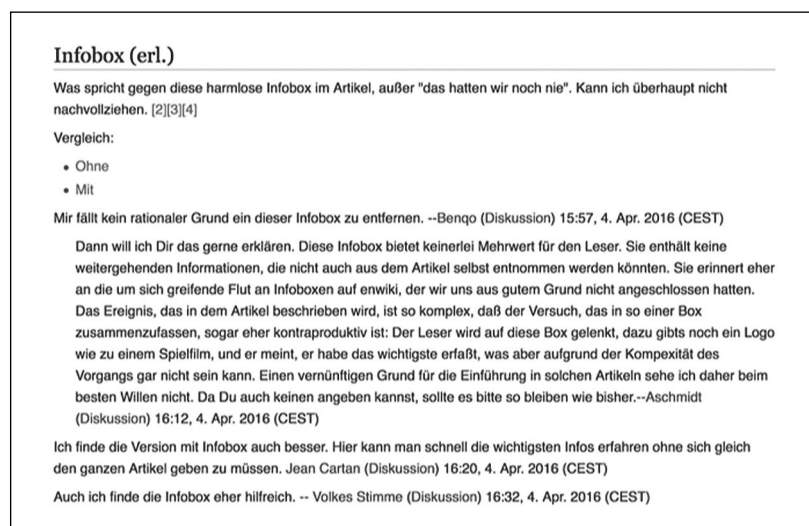 Infobox (erl.)
Was spricht gegen diese harmlose Infobox im Artikel, außer "das hatten wir noch nie". Kann ich überhaupt nicht
nachvollziehen. [2][3][4]
Vergleich:
• Ohne
• Mit
Mir fällt kein rationaler Grund ein dieser Infobox zu entfernen. --Benqo (Diskussion) 15:57, 4. Apr. 2016 (CEST)
Dann will ich Dir das gerne erklären. Diese Infobox bietet keinerlei Mehrwert für den Leser. Sie enthält keine
weitergehenden Informationen, die nicht auch aus dem Artikel selbst entnommen werden könnten. Sie erinnert eher
an die um sich greifende Flut an Infoboxen auf enwiki, der wir uns aus gutem Grund nicht angeschlossen hatten.
Das Ereignis, das in dem Artikel beschrieben wird, ist so komplex, daß der Versuch, das in so einer Box
zusammenzufassen, sogar eher kontraproduktiv ist: Der Leser wird auf diese Box gelenkt, dazu gibts noch ein Logo
wie zu einem Spielfilm, und er meint, er habe das wichtigste erfaßt, was aber aufgrund der Kompexität des
Vorgangs gar nicht sein kann. Einen vernünftigen Grund für die Einführung in solchen Artikeln sehe ich daher beim
besten Willen nicht. Da Du auch keinen angeben kannst, sollte es bitte so bleiben wie bisher.--Aschmidt
(Diskussion) 16:12, 4. Apr. 2016 (CEST)
Ich finde die Version mit Infobox auch besser. Hier kann man schnell die wichtigsten Infos erfahren ohne sich gleich
den ganzen Artikel geben zu müssen. Jean Cartan (Diskussion) 16:20, 4. Apr. 2016 (CEST)
Auch ich finde die Infobox eher hilfreich. -- Volkes Stimme (Diskussion) 16:32, 4. Apr. 2016 (CEST)